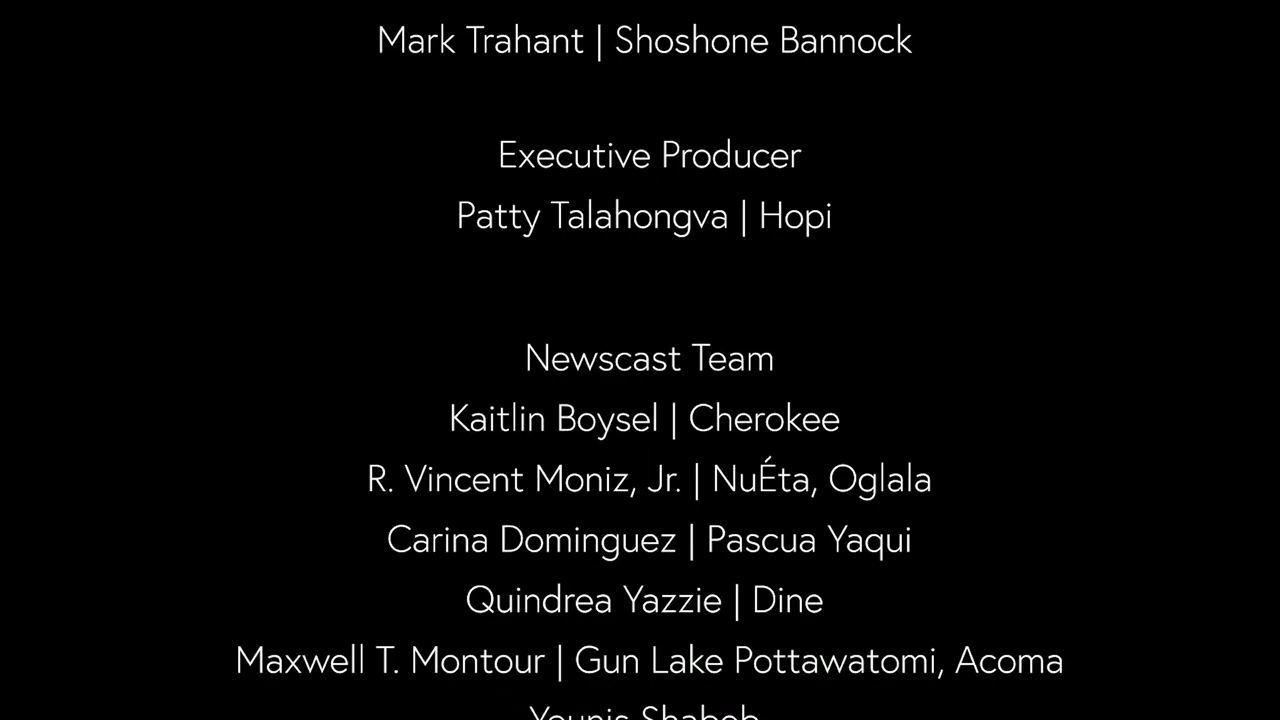 Mark Trahant | Shoshone Bannock
Executive Producer
Patty Talahongva | Hopi
Newscast Team
Kaitlin Boysel | Cherokee
R. Vincent Moniz, Jr. | NuÉta, Oglala
Carina Dominguez | Pascua Yaqui
Quindrea Yazzie | Dine
Maxwell T. Montour | Gun Lake Pottawatomi, Acoma